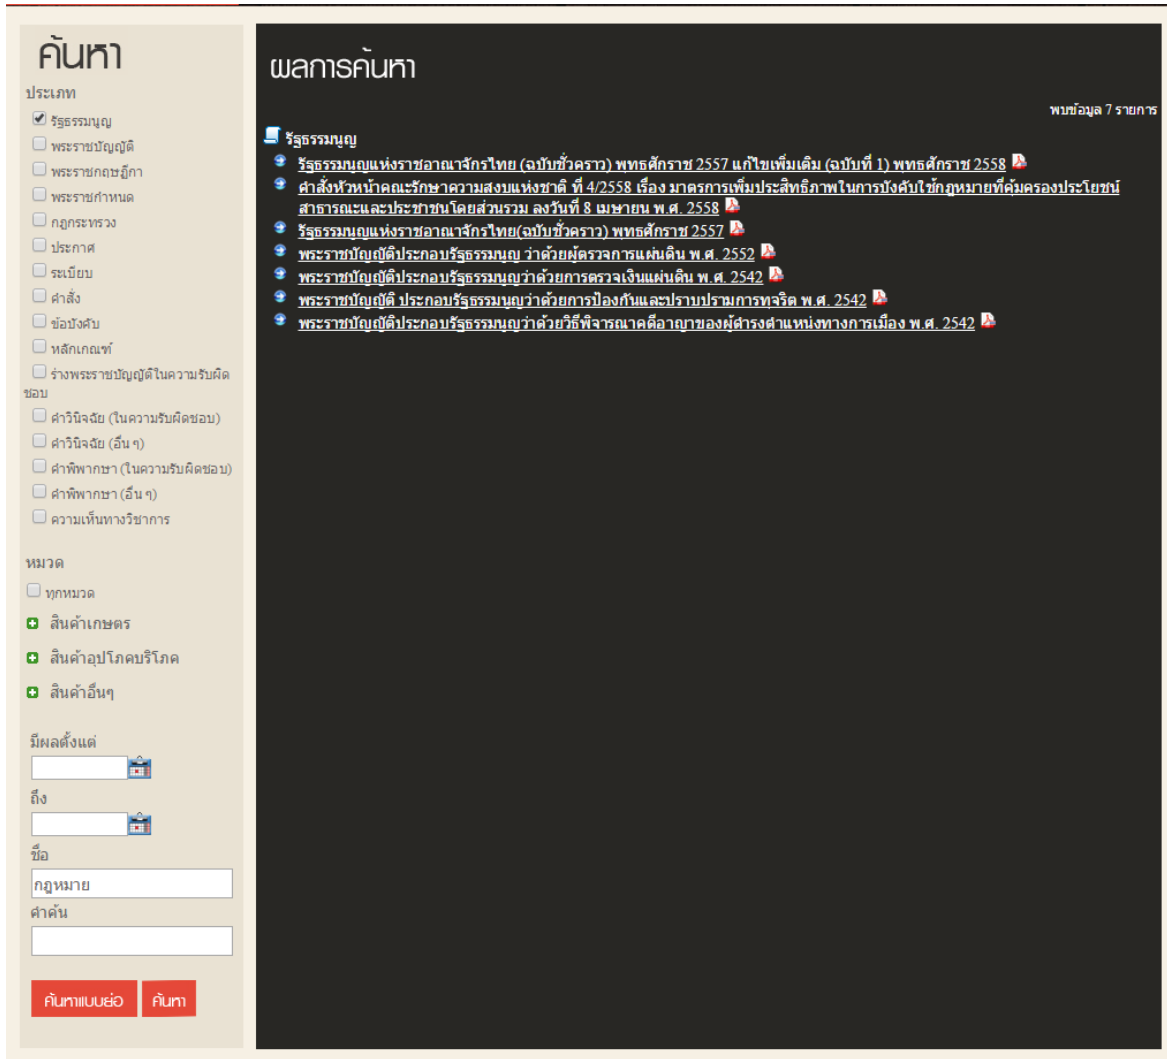 ค้นหา
ประเภท
รัฐธรรมนูญ
พระราชบัญญัติ
พระราชกฤษฎีกา
พระราชกำหนด
กฎกระทรวง
ประกาศ
ระเบียบ
คำสั่ง
ข้อบังคับ
หลักเกณฑ์
ร่างพระราชบัญญัติในความรับผิด
ชอบ
คำวินิจฉัย (ในความรับผิดชอบ)
คำวินิจฉัย (อื่น ๆ)
คำพิพากษา (ในความรับผิดชอบ)
คำพิพากษา (อื่น ๆ)
ความเห็นทางวิชาการ
หมวด
ทุกหมวด
สินค้าเกษตร
สินค้าอุปโภคบริโภค
สินค้าอื่นๆ
มีผลตั้งแต่
ถึง
ชื่อ
กฎหมาย
คำค้น
ค้นหาแบบย่อ ค้นหา
ผลการค้นหา
พบข้อมูล 7 รายการ
รัฐธรรมนูญ
รัฐธรรมนูญแห่งราชอาณาจักรไทย (ฉบับชั่วคราว) พุทธศักราช 2557 แก้ไขเพิ่มเติม (ฉบับที่ 1) พุทธศักราช 2558
คำสั่งหัวหน้าคณะรักษาความสงบแห่งชาติ ที่ 4/2558 เรื่อง มาตรการเพิ่มประสิทธิภาพในการบังคับใช้กฎหมายที่คุ้มครองประโยชน์
สาธารณะและประชาชนโดยส่วนรวม ลงวันที่ 8 เมษายน พ.ศ. 2558
รัฐธรรมนูญแห่งราชอาณาจักรไทย(ฉบับชั่วคราว) พุทธศักราช 2557
พระราชบัญญัติประกอบรัฐธรรมนูญ ว่าด้วยผู้ตรวจการแผ่นดิน พ.ศ. 2552
พระราชบัญญัติประกอบรัฐธรรมนูญว่าด้วยการตรวจเงินแผ่นดิน พ.ศ. 2542
พระราชบัญญัติ ประกอบรัฐธรรมนูญว่าด้วยการป้องกันและปราบปรามการทุจริต พ.ศ. 2542
พระราชบัญญัติประกอบรัฐธรรมนูญว่าด้วยวิธีพิจารณาคดีอาญาของผู้ดำรงตำแหน่งทางการเมือง พ.ศ. 2542